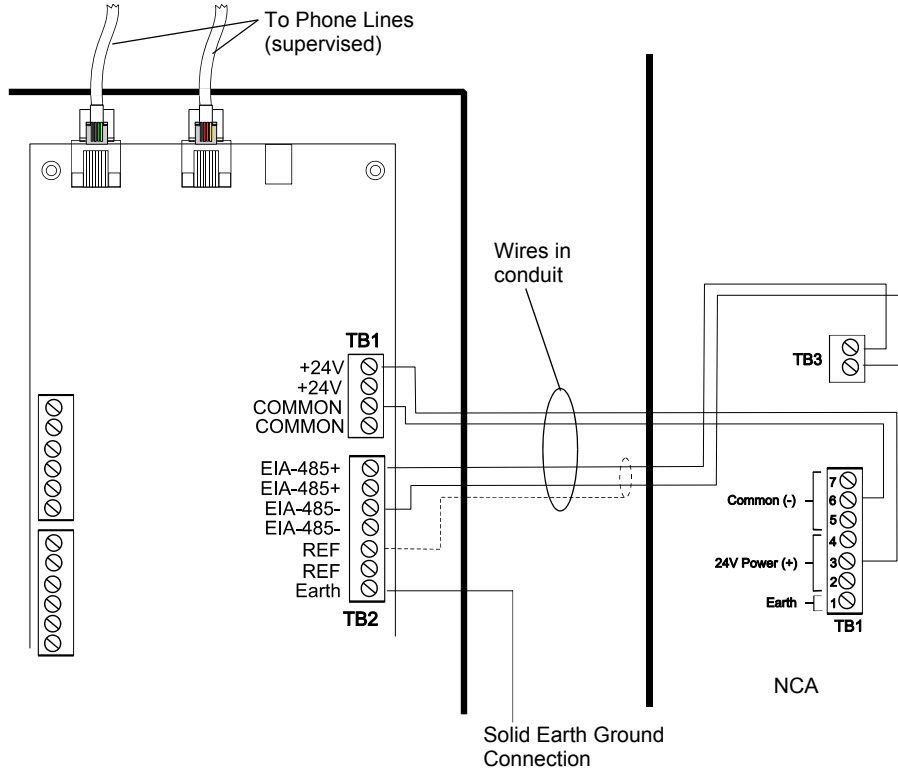 To Phone Lines
(supervised)
Wires in
conduit
TB1
+24V
+24V
COMMON
COMMON
EIA-485+
EIA-485+
EIA-485-
EIA-485-
REF
REF
Earth
TB2
Solid Earth Ground
Connection
TB3
Common (-)
24V Power (+)
Earth
7
6
5
4
3
2
1
TB1
NCA